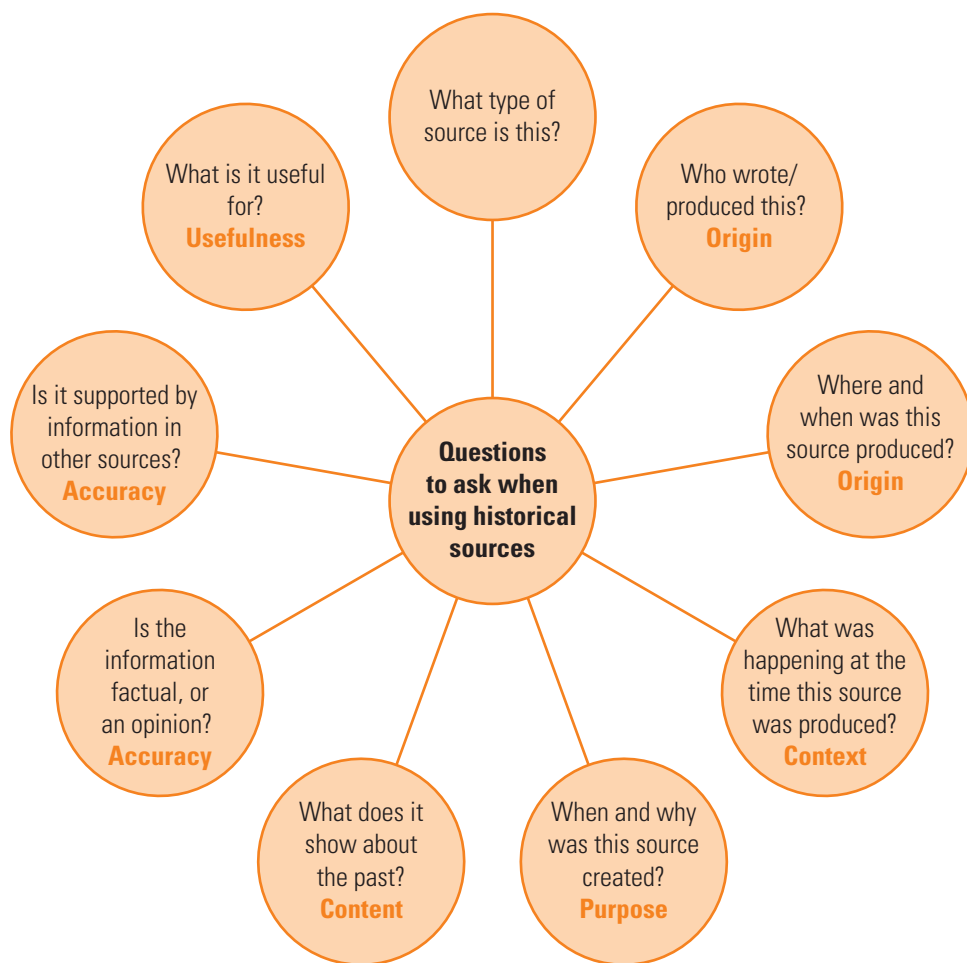 What type of
source is this?
Who wrote/
produced this?
Origin
Where and
when was this
source produced?
Origin
What was
happening at the
time this source
was produced?
Context
When and why
was this source
created?
Purpose
What does it
show about
the past?
Content
Is the
information
factual, or
an opinion?
Accuracy
Is it supported by
information in
other sources?
Accuracy
What is it useful
for?
Usefulness
Questions
to ask when
using historical
sources